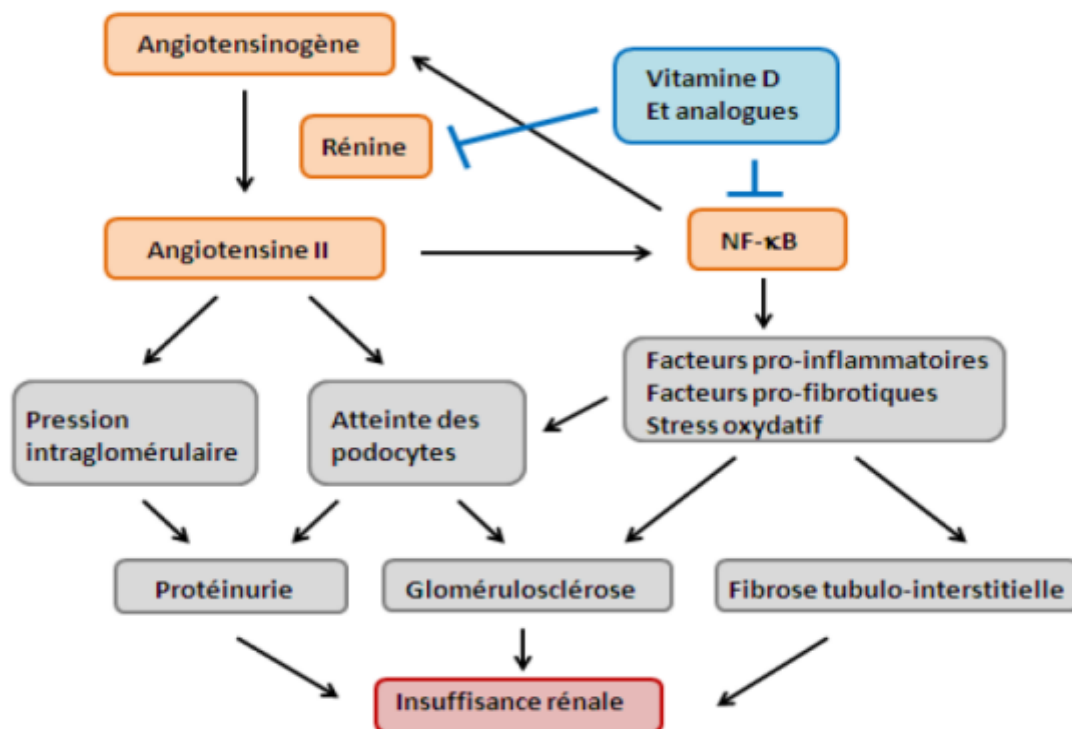 Angiotensinogène
Vitamine D
Et analogues
Rénine
Angiotensine II
NF-κB
Facteurs pro-inflammatoires
Facteurs pro-fibrotiques
Stress oxydatif
Pression
intraglomérulaire
Atteinte des
podocytes
Protéinurie
Glomérulosclérose
Fibrose tubulo-interstitielle
Insuffisance rénale